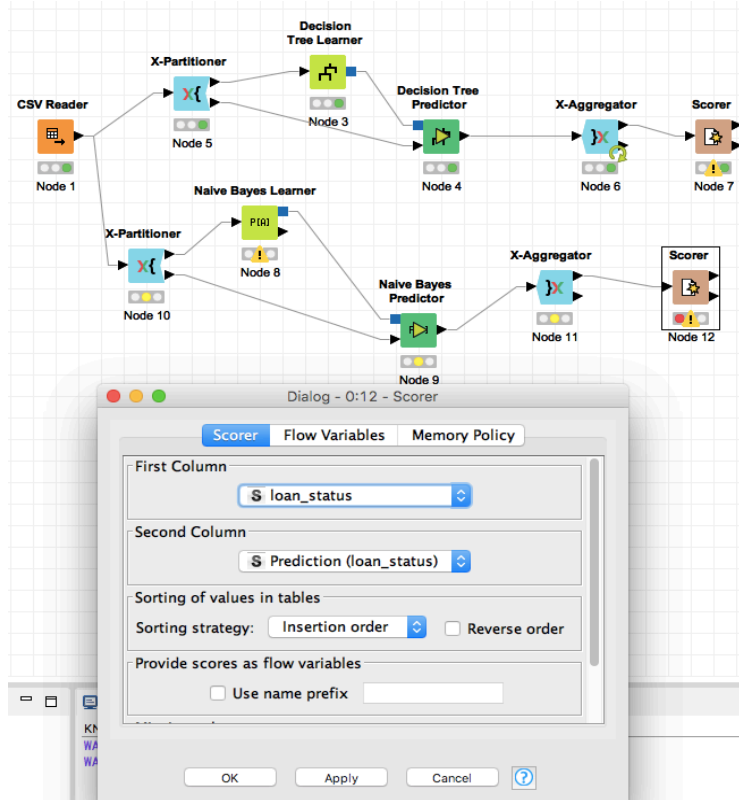 Decision
Tree Learner
X-Partitioner
Decision Tree
Predictor
CSV Reader
X-Aggregator
Scorer
Node 3
Node 5
Node 1
Node 4
Node 6
Node 7
Naive Bayes Learner
P[A]
X-Partitioner
Node 8
X-Aggregator
Scorer
Naive Bayes
Predictor
Node 10
Node 11
Node 12
Node 9
Dialog - 0:12 - Scorer
Scorer
Flow Variables
Memory Policy
First Column
S loan_status
Second Column
S Prediction (loan_status)
Sorting of values in tables
Sorting strategy:
Insertion order
Reverse order
Provide scores as flow variables
Use name prefix
KN
WA
WA
OK
Apply
Cancel
?